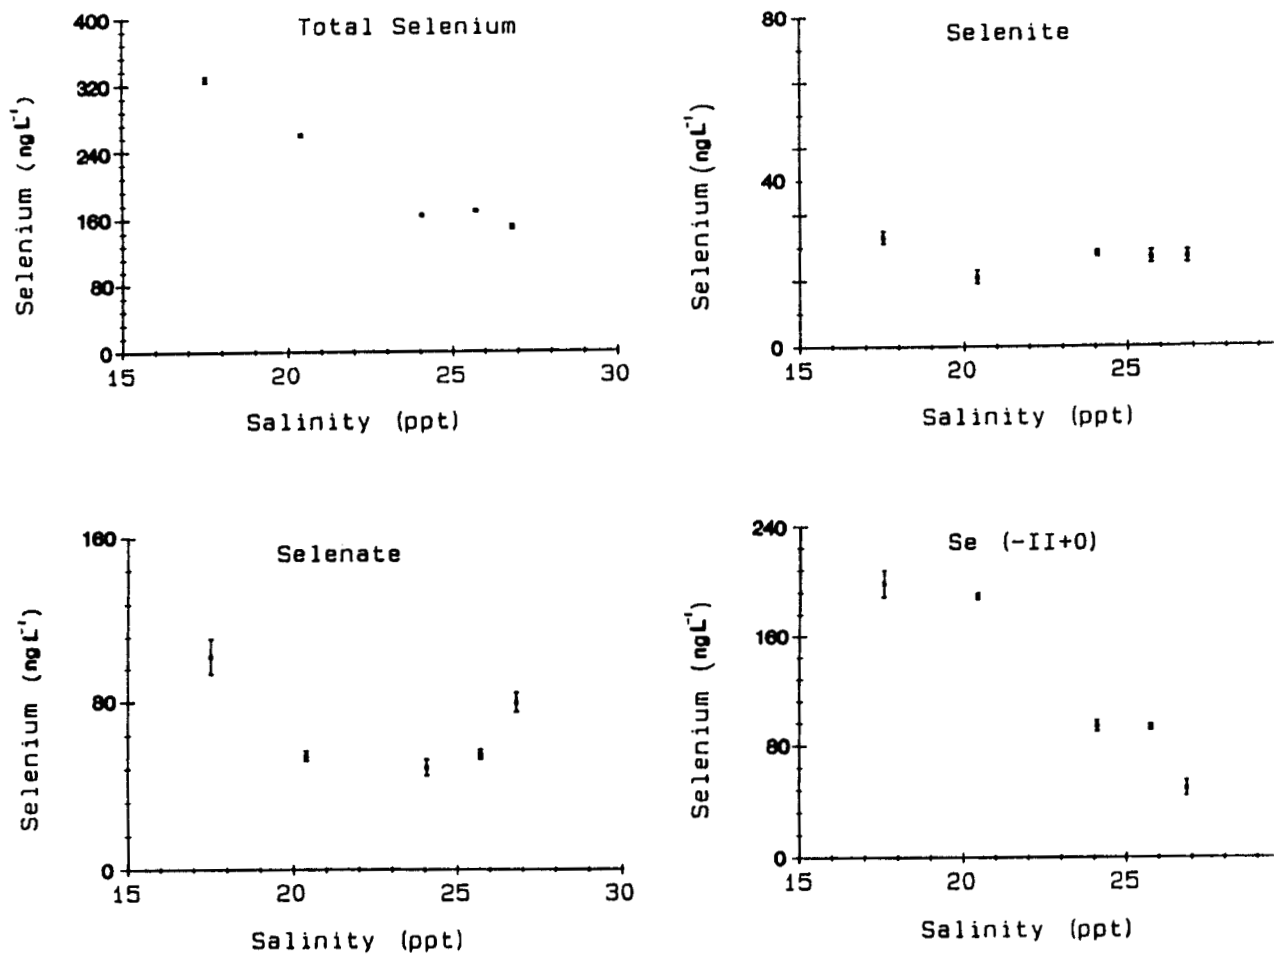 Total Selenium
400
320
240
160
80
0
15 20 25 30
Selenium (ngL⁻¹)
Salinity (ppt)
Selenite
80
40
0
15 20 25
Selenium (ngL⁻¹)
Salinity (ppt)
Selenate
160
80
0
15 20 25 30
Selenium (ngL⁻¹)
Salinity (ppt)
Se (-II+0)
240
160
80
0
15 20 25
Selenium (ngL⁻¹)
Salinity (ppt)